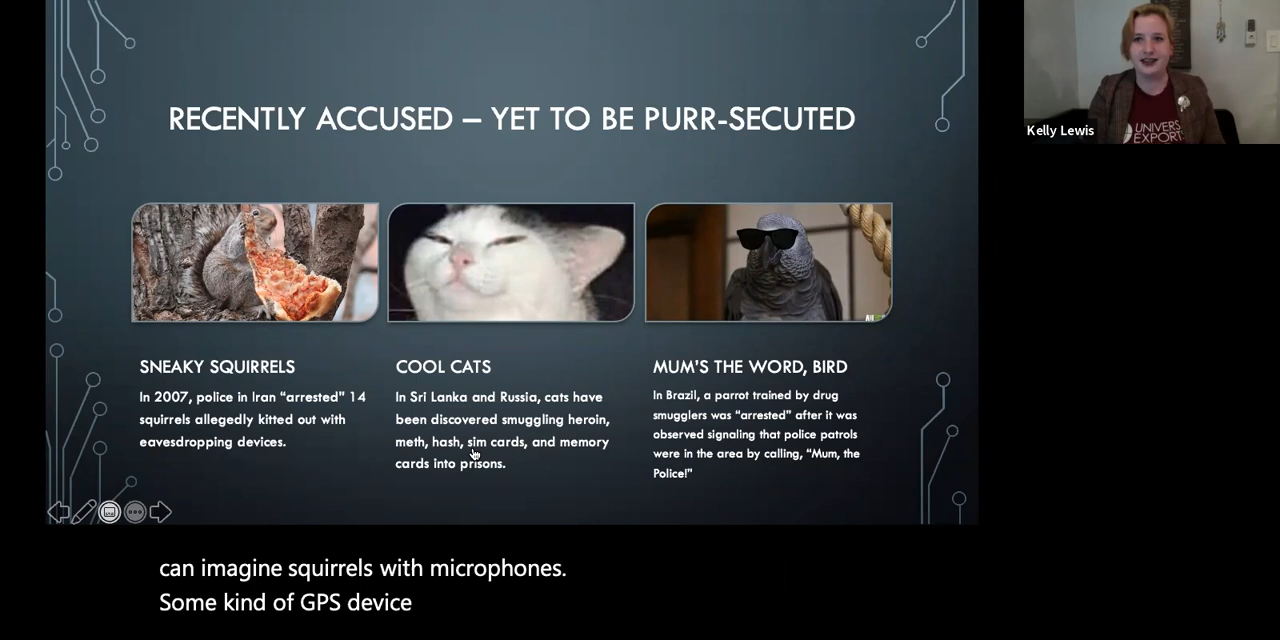 RECENTLY ACCUSED – YET TO BE PURR-SECUTED
SNEAKY SQUIRRELS
In 2007, police in Iran “arrested” 14
squirrels allegedly kitted out with
eavesdropping devices.
COOL CATS
In Sri Lanka and Russia, cats have
been discovered smuggling heroin,
meth, hash, sim cards, and memory
cards into prisons.
MUM’S THE WORD, BIRD
In Brazil, a parrot trained by drug
smugglers was “arrested” after it was
observed signaling that police patrols
were in the area by calling, “Mum, the
Police!”
can imagine squirrels with microphones.
Some kind of GPS device
Kelly Lewis
UNIVERS
EXPORT